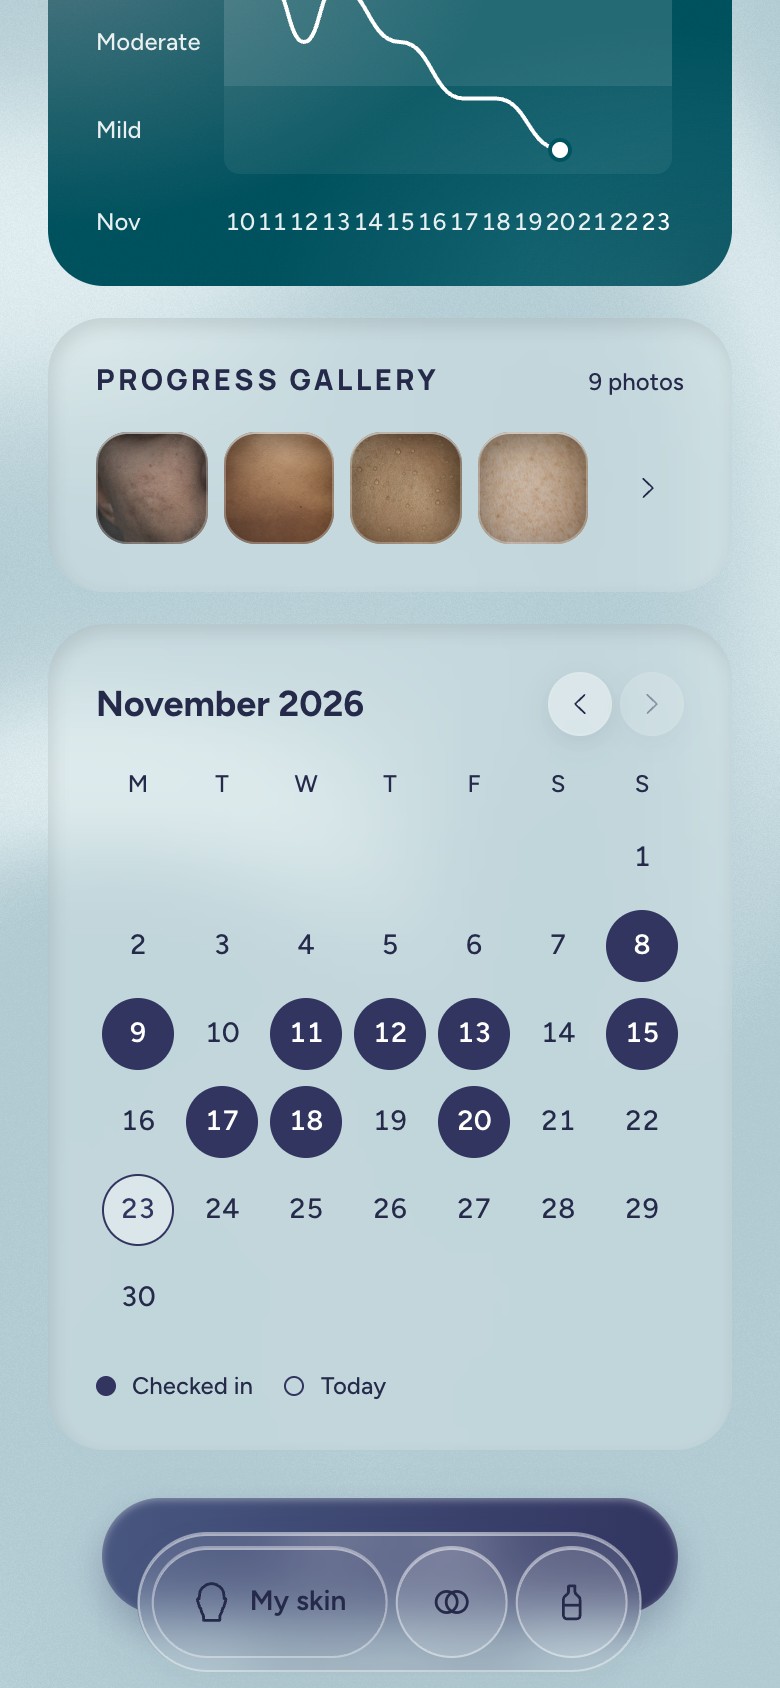 Moderate
Mild
Nov 10 11 12 13 14 15 16 17 18 19 20 21 22 23
PROGRESS GALLERY 9 photos
November 2026
M T W T F S S
1
2 3 4 5 6 7 8
9 10 11 12 13 14 15
16 17 18 19 20 21 22
23 24 25 26 27 28 29
30
Checked in Today
My skin